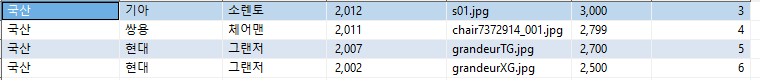 국산 기아 소렌토 2,012 s01.jpg 3,000 3
국산 쌍용 체어맨 2,011 chair7372914_001.jpg 2,799 4
국산 현대 그랜저 2,007 grandeurTG.jpg 2,700 5
국산 현대 그랜저 2,002 grandeurXG.jpg 2,500 6